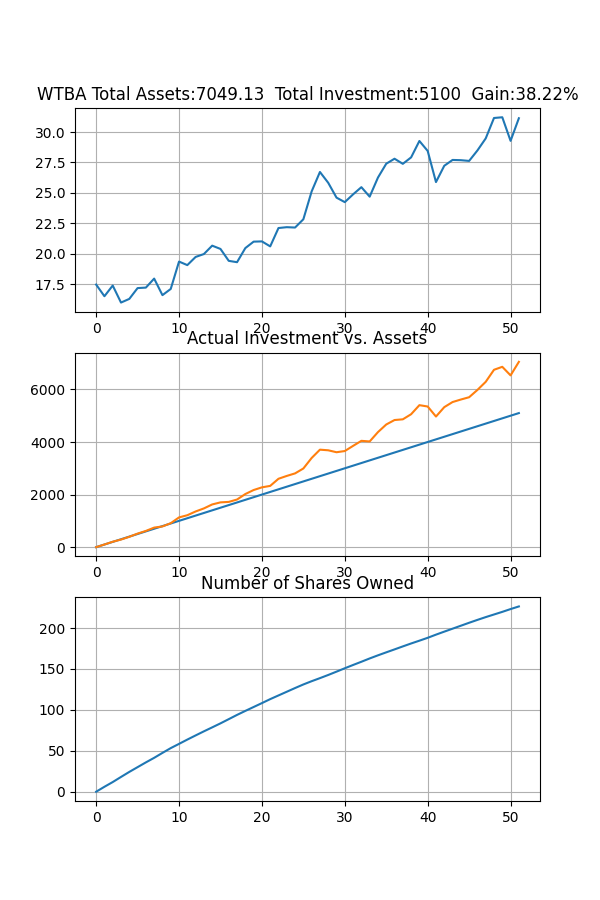 WTBA Total Assets:7049.13  Total Investment:5100  Gain:38.22%
30.0
27.5
25.0
22.5
20.0
17.5
0 10 20 30 40 50
Actual Investment vs. Assets
6000
4000
2000
0
0 10 20 30 40 50
Number of Shares Owned
200
150
100
50
0
0 10 20 30 40 50